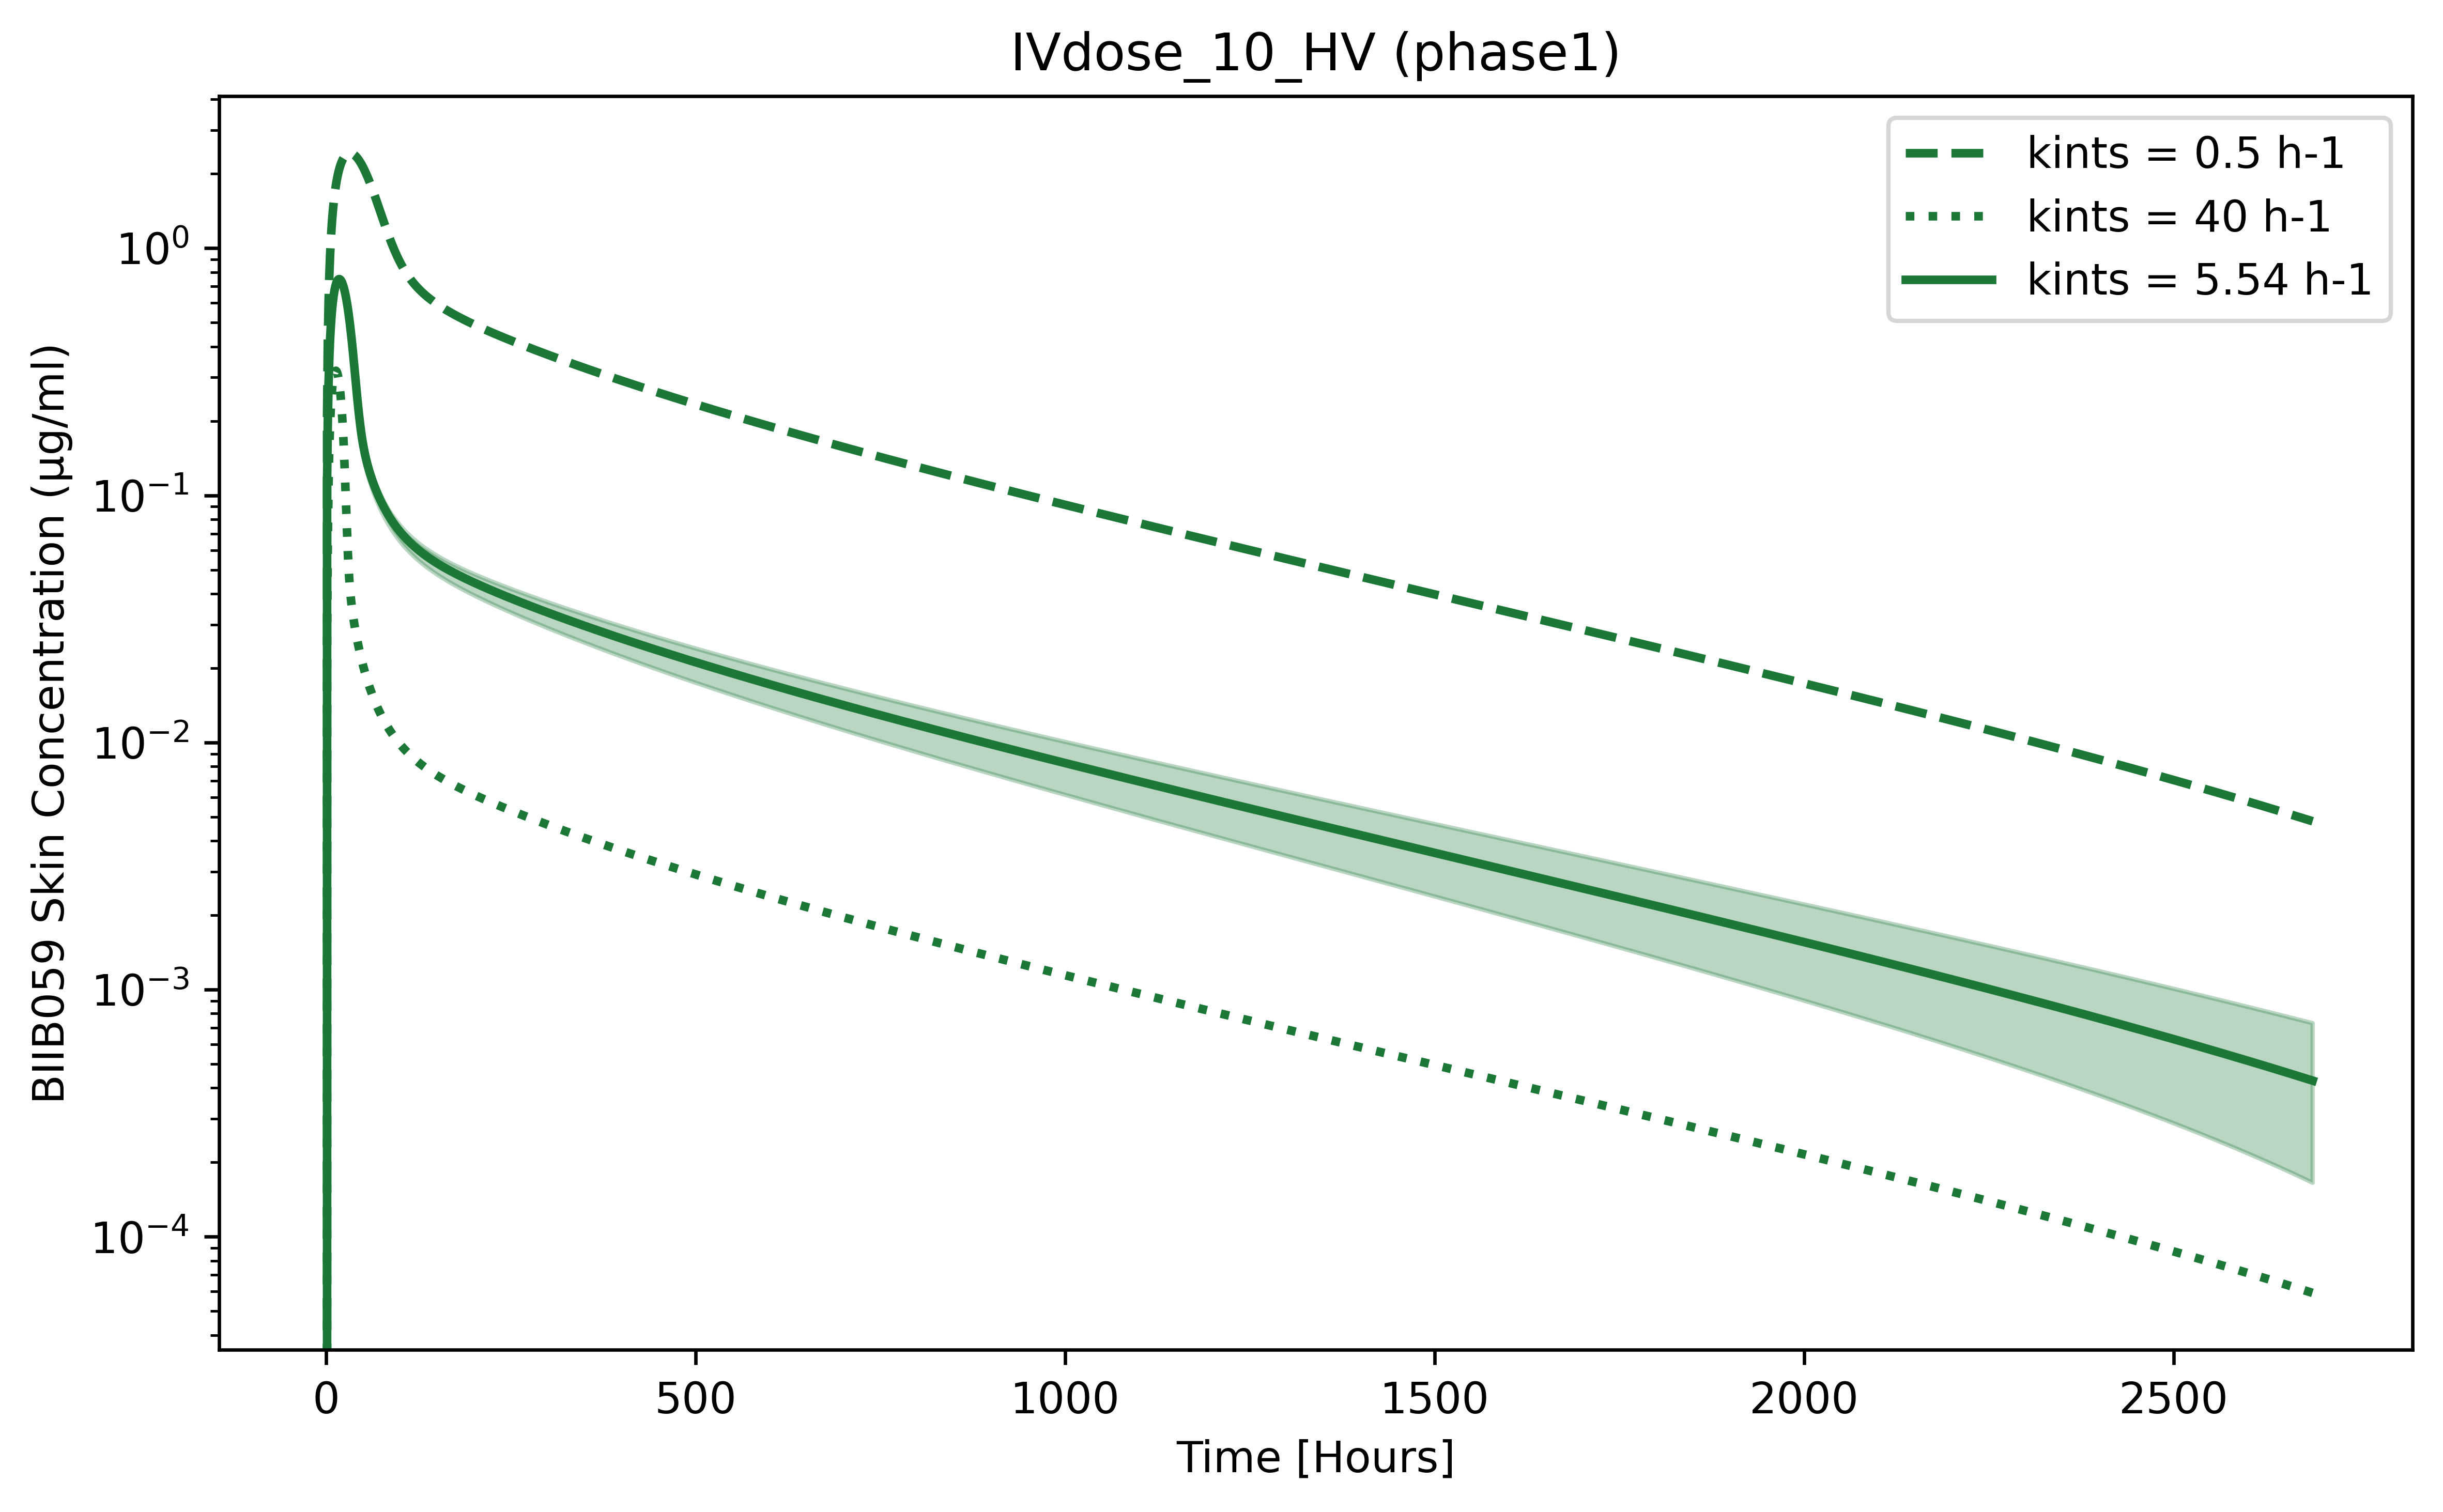 IVdose_10_HV (phase1)
kints = 0.5 h-1
kints = 40 h-1
kints = 5.54 h-1
BIIB059 Skin Concentration (µg/ml)
10⁰
10⁻¹
10⁻²
10⁻³
10⁻⁴
0 500 1000 1500 2000 2500
Time [Hours]